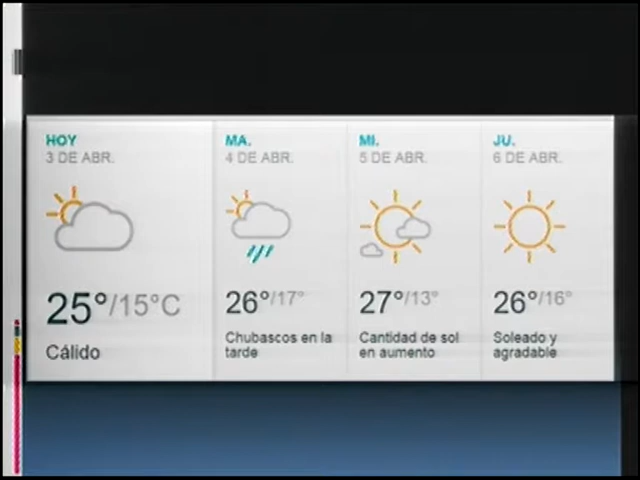 HOY
3 DE ABR.
25°/15°C
Cálido
MA.
4 DE ABR.
26°/17°
Chubascos en la
tarde
MI.
5 DE ABR.
27°/13°
Cantidad de sol
en aumento
JU.
6 DE ABR.
26°/16°
Soleado y
agradable